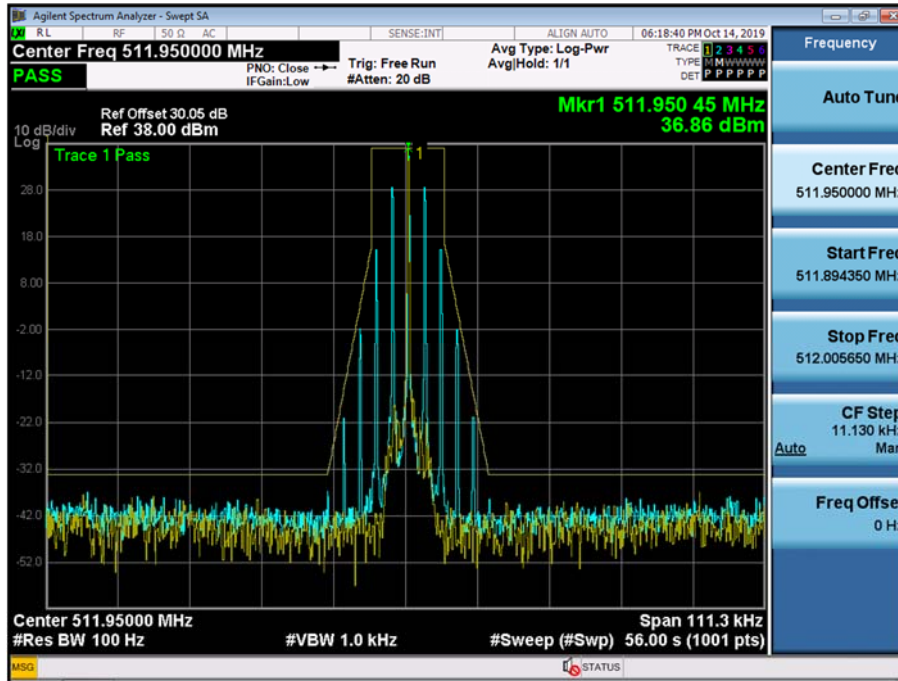 Agilent Spectrum Analyzer - Swept SA
LXI RL RF 50 Ω AC SENSE:INT ALIGN AUTO 06:18:40 PM Oct 14, 2019
Center Freq 511.950000 MHz
PASS
PNO: Close
IFGain:Low
Trig: Free Run
#Atten: 20 dB
Avg Type: Log-Pwr
Avg|Hold: 1/1
TRACE 1 2 3 4 5 6
TYPE M M W W W W
DET P P P P P P
Frequency
Ref Offset 30.05 dB
10 dB/div Ref 38.00 dBm
Log
Mkr1 511.950 45 MHz
36.86 dBm
Trace 1 Pass
1
28.0
18.0
8.00
-2.00
-12.0
-22.0
-32.0
-42.0
-52.0
Center 511.95000 MHz Span 111.3 kHz
#Res BW 100 Hz #VBW 1.0 kHz #Sweep (#Swp) 56.00 s (1001 pts)
Auto Tune
Center Freq
511.950000 MHz
Start Freq
511.894350 MHz
Stop Freq
512.005650 MHz
CF Step
11.130 kHz
Auto Man
Freq Offset
0 Hz
MSG STATUS